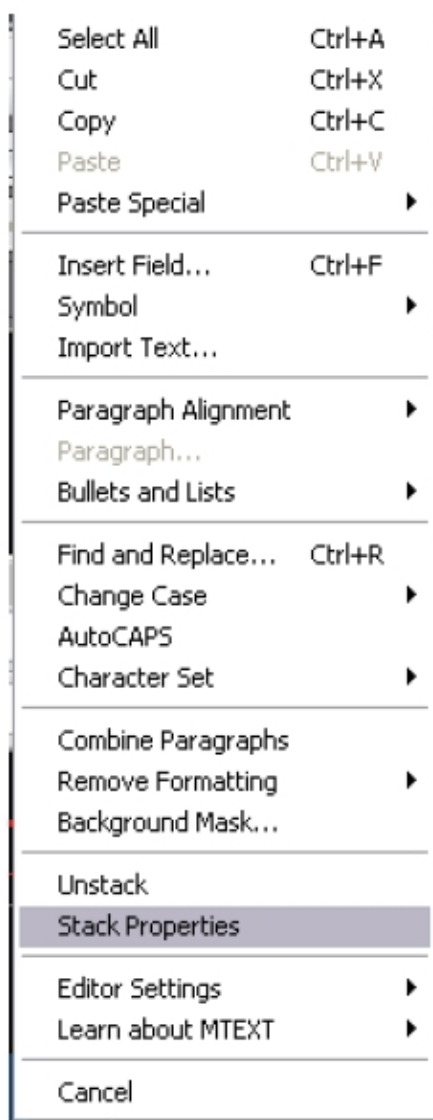 Select All Ctrl+A
Cut Ctrl+X
Copy Ctrl+C
Paste Ctrl+V
Paste Special
Insert Field... Ctrl+F
Symbol
Import Text...
Paragraph Alignment
Paragraph...
Bullets and Lists
Find and Replace... Ctrl+R
Change Case
AutoCAPS
Character Set
Combine Paragraphs
Remove Formatting
Background Mask...
Unstack
Stack Properties
Editor Settings
Learn about MTEXT
Cancel